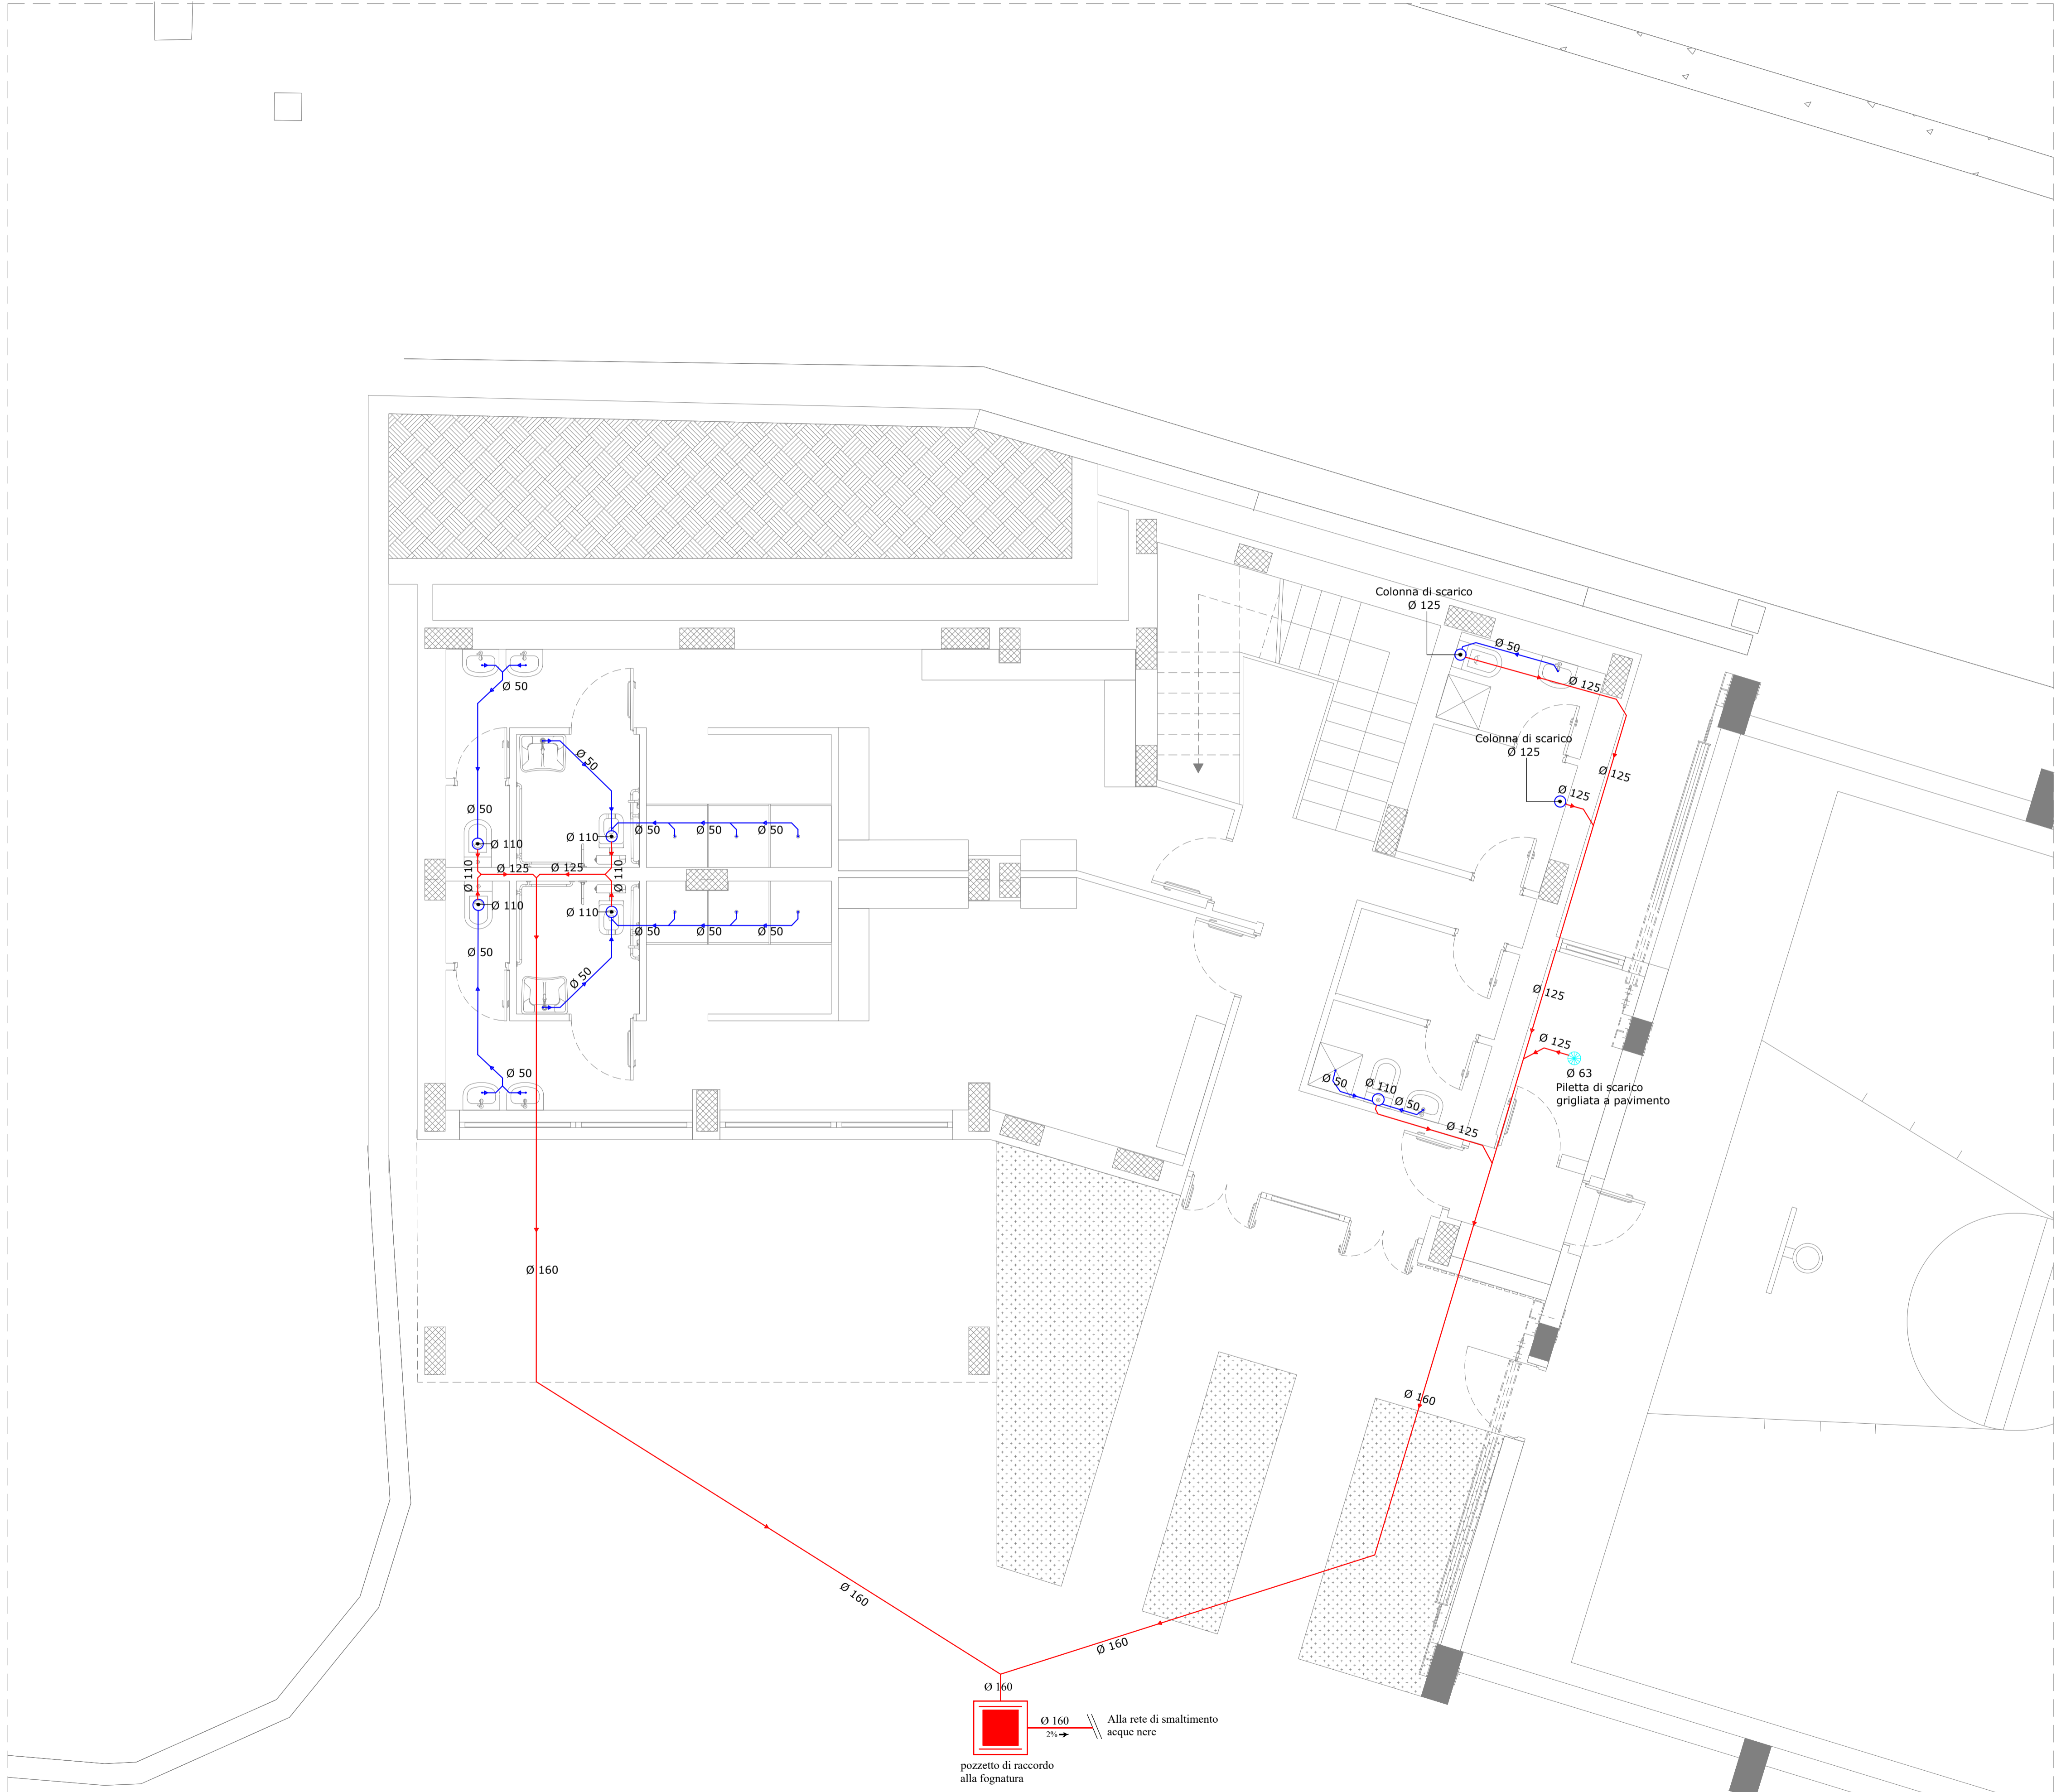 Colonna di scarico
Ø 125
Ø 50
Ø 125
Ø 50
Colonna di scarico
Ø 125
Ø 50
Ø 125
Ø 125
Ø 50
Ø 50
Ø 50
Ø 50
Ø 110
Ø 110
Ø 125
Ø 125
Ø 110
Ø 110
Ø 110
Ø 110
Ø 50
Ø 50
Ø 50
Ø 50
Ø 50
Ø 125
Ø 125
Ø 63
Piletta di scarico
grigliata a pavimento
Ø 50
Ø 50
Ø 110
Ø 50
Ø 125
Ø 160
Ø 160
Ø 160
Ø 160
Ø 160
Ø 160
2%
Alla rete di smaltimento
acque nere
pozzetto di raccordo
alla fognatura